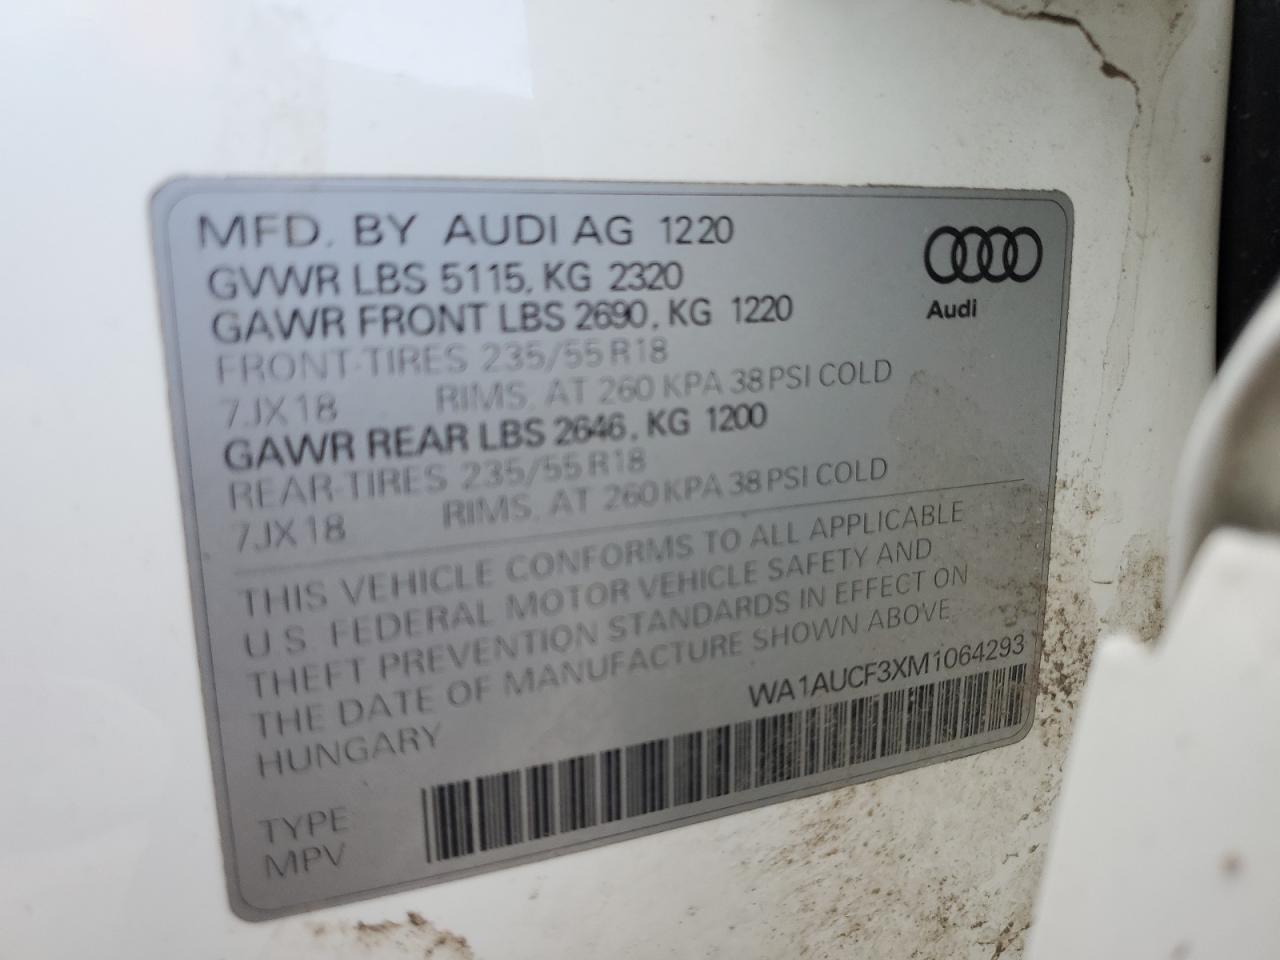 MFD. BY AUDI AG 1220
GVWR LBS 5115, KG 2320
GAWR FRONT LBS 2690, KG 1220
FRONT-TIRES 235/55 R18
7JX18 RIMS, AT 260 KPA 38 PSI COLD
GAWR REAR LBS 2646, KG 1200
REAR-TIRES 235/55 R18
7JX18 RIMS, AT 260 KPA 38 PSI COLD
Audi
THIS VEHICLE CONFORMS TO ALL APPLICABLE
U.S. FEDERAL MOTOR VEHICLE SAFETY AND
THEFT PREVENTION STANDARDS IN EFFECT ON
THE DATE OF MANUFACTURE SHOWN ABOVE.
HUNGARY
WA1AUCF3XM1064293
TYPE
MPV